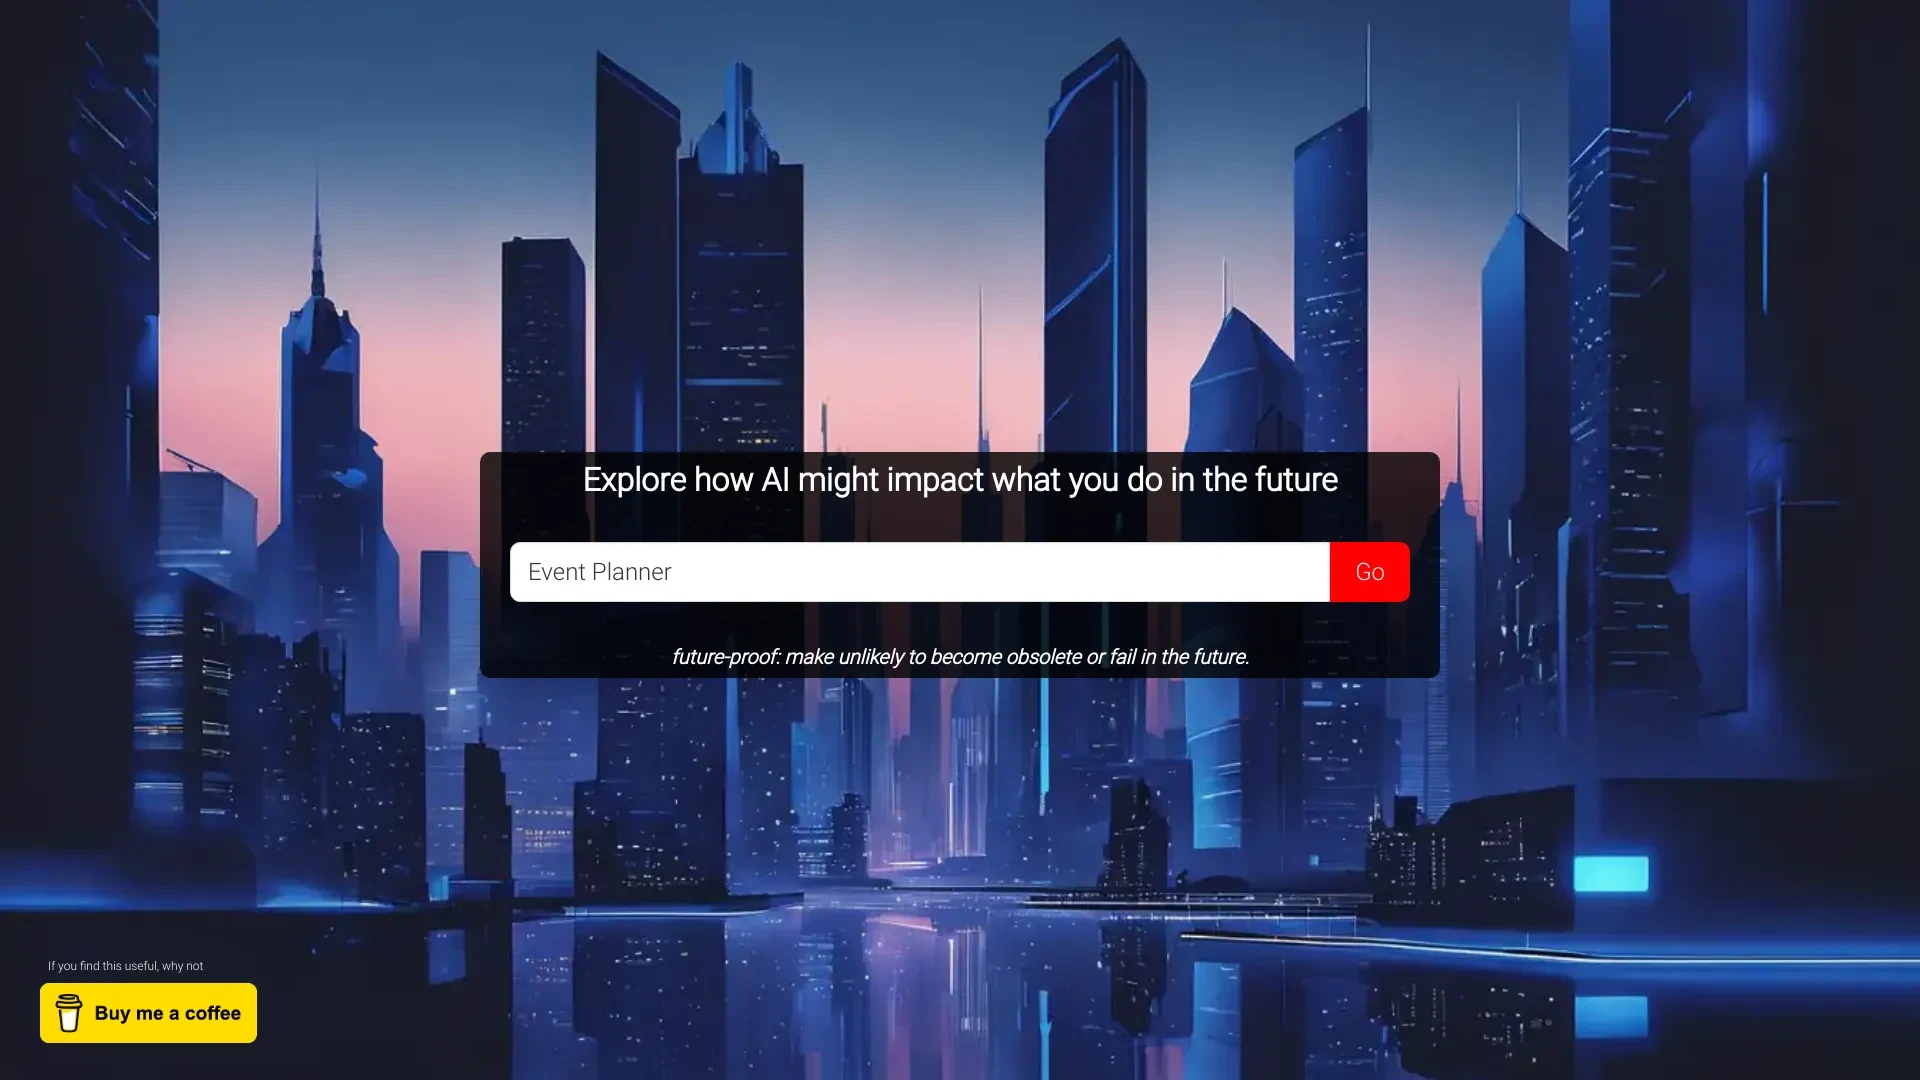 Explore how AI might impact what you do in the future
Event Planner
Go
future-proof: make unlikely to become obsolete or fail in the future.
If you find this useful, why not
Buy me a coffee